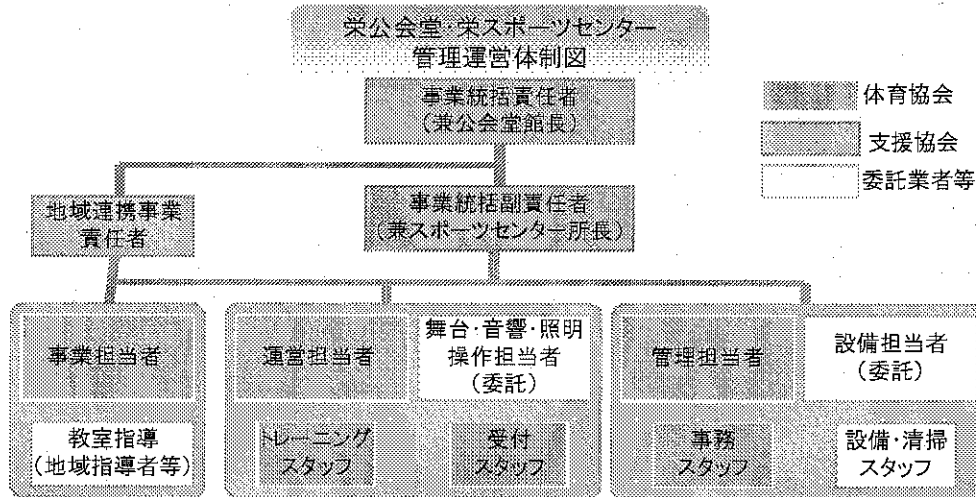 栄公会堂・栄スポーツセンター
管理運営体制図
事業統括責任者
(兼公会堂館長)
体育協会
支援協会
委託業者等
地域連携事業
責任者
事業統括副責任者
(兼スポーツセンター所長)
事業担当者
運営担当者
舞台・音響・照明
操作担当者
(委託)
管理担当者
設備担当者
(委託)
教室指導
(地域指導者等)
トレーニング
スタッフ
受付
スタッフ
事務
スタッフ
設備・清掃
スタッフ